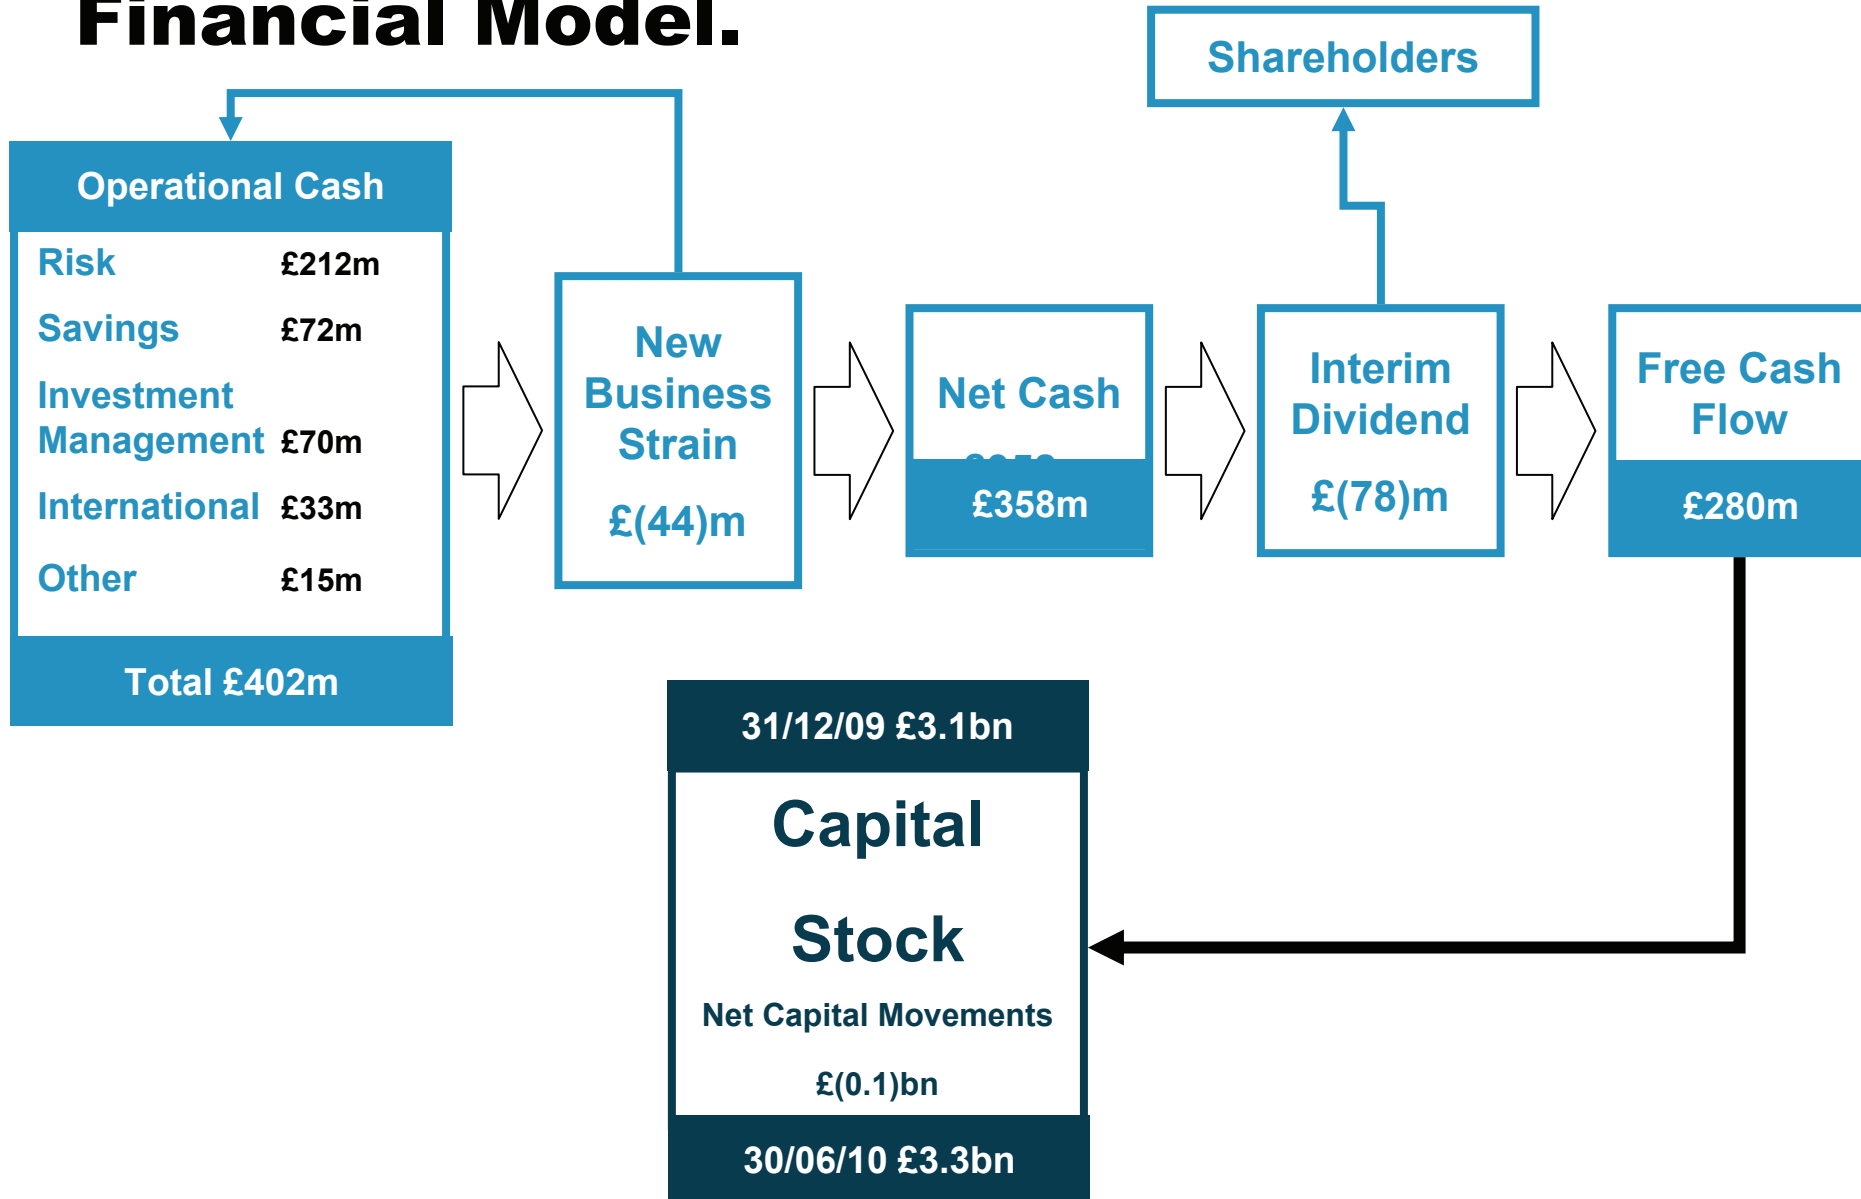 Financial Model.
Shareholders
Operational Cash
Risk £212m
Savings £72m
Investment
Management £70m
International £33m
Other £15m
Total £402m
New
Business
Strain
£(44)m
Net Cash
£358m
Interim
Dividend
£(78)m
Free Cash
Flow
£280m
31/12/09 £3.1bn
Capital
Stock
Net Capital Movements
£(0.1)bn
30/06/10 £3.3bn